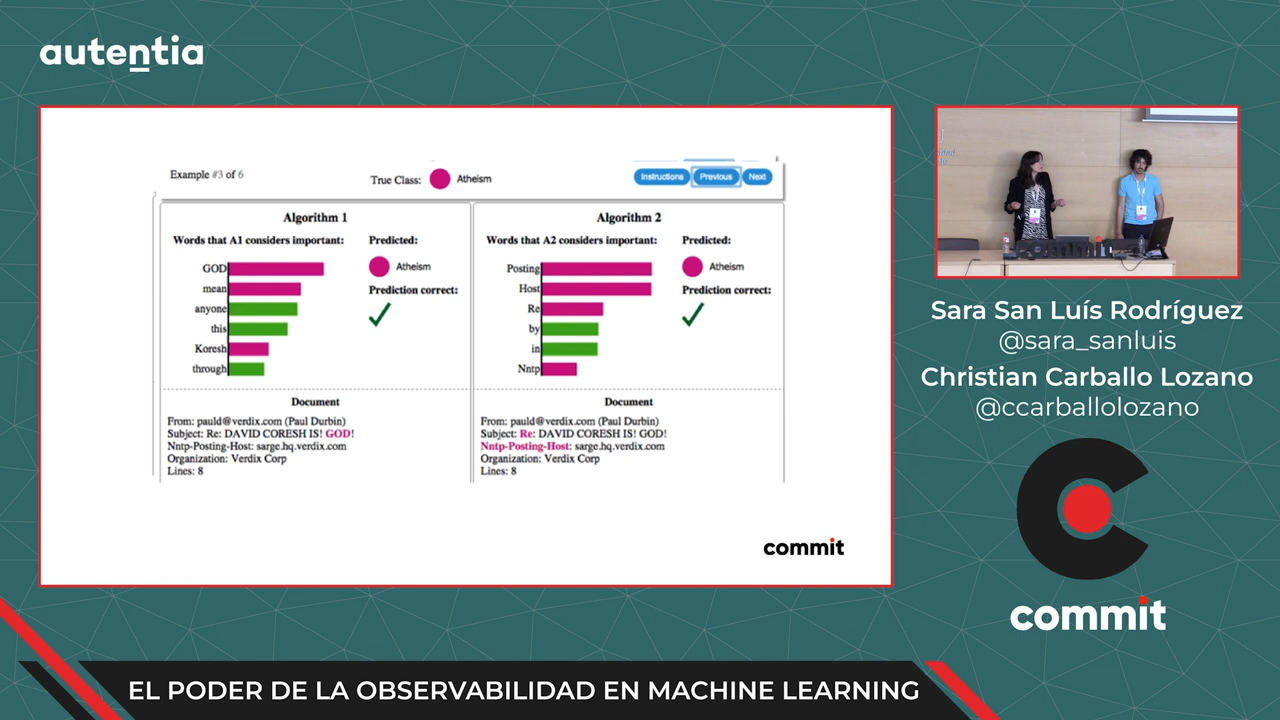 autentia
Example #3 of 6
True Class:
Atheism
Instructions
Previous
Next
Algorithm 1
Words that A1 considers important:
Predicted:
GOD
mean
anyone
this
Koresh
through
Atheism
Prediction correct:
Document
From: pauld@verdix.com (Paul Durbin)
Subject: Re: DAVID CORESH IS! GOD!
Nntp-Posting-Host: sarge.hq.verdix.com
Organization: Verdix Corp
Lines: 8
Algorithm 2
Words that A2 considers important:
Predicted:
Posting
Host
Re
by
in
Nntp
Atheism
Prediction correct:
Document
From: pauld@verdix.com (Paul Durbin)
Subject: Re: DAVID CORESH IS! GOD!
Nntp-Posting-Host: sarge.hq.verdix.com
Organization: Verdix Corp
Lines: 8
commit
Sara San Luís Rodríguez
@sara_sanluis
Christian Carballo Lozano
@ccarballolozano
commit
EL PODER DE LA OBSERVABILIDAD EN MACHINE LEARNING